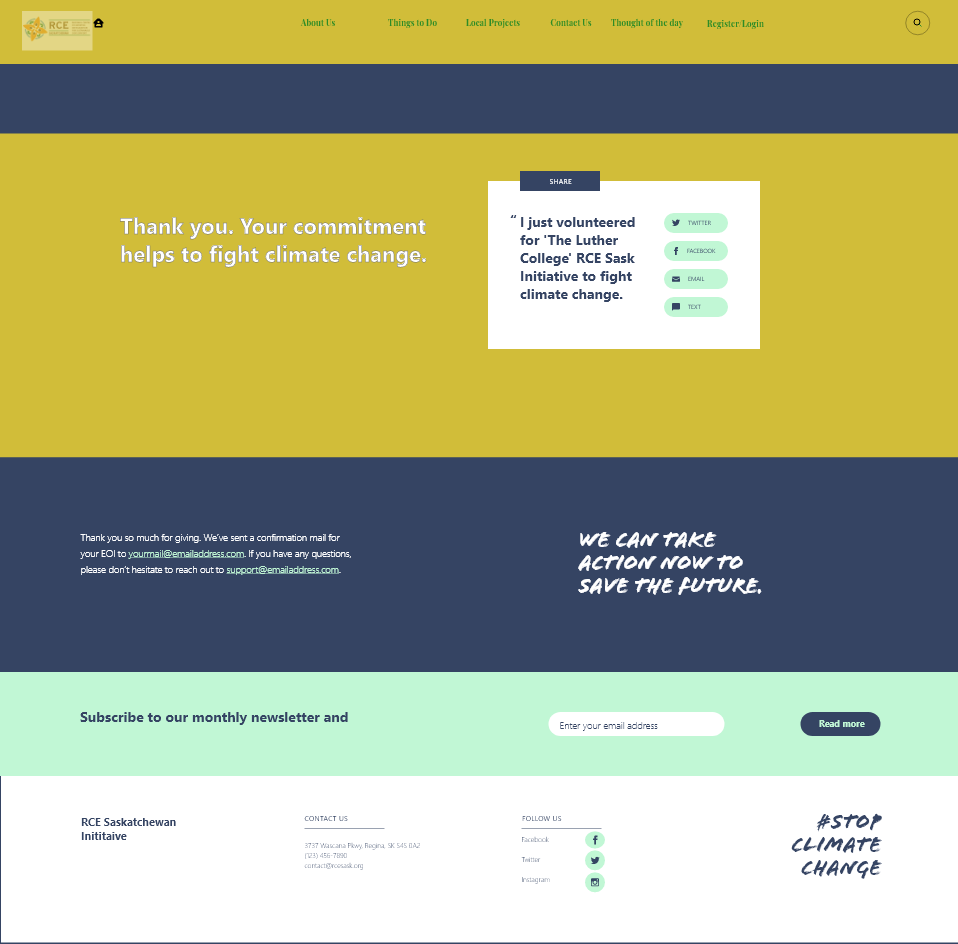 RCE
About Us
Things to Do
Local Projects
Contact Us
Thought of the day
Register/Login
Thank you. Your commitment
helps to fight climate change.
SHARE
“ I just volunteered
for 'The Luther
College' RCE Sask
Initiative to fight
climate change.
TWITTER
FACEBOOK
EMAIL
TEXT
Thank you so much for giving. We’ve sent a confirmation mail for
your EOI to yourmail@emailaddress.com. If you have any questions,
please don’t hesitate to reach out to support@emailaddress.com.
WE CAN TAKE
ACTION NOW TO
SAVE THE FUTURE.
Subscribe to our monthly newsletter and
Enter your email address
Read more
RCE Saskatchewan
Inititaive
CONTACT US
3737 Wascana Pkwy, Regina, SK S4S 0A2
(123) 456-7890
contact@rcesask.org
FOLLOW US
Facebook
Twitter
Instagram
#STOP
CLIMATE
CHANGE